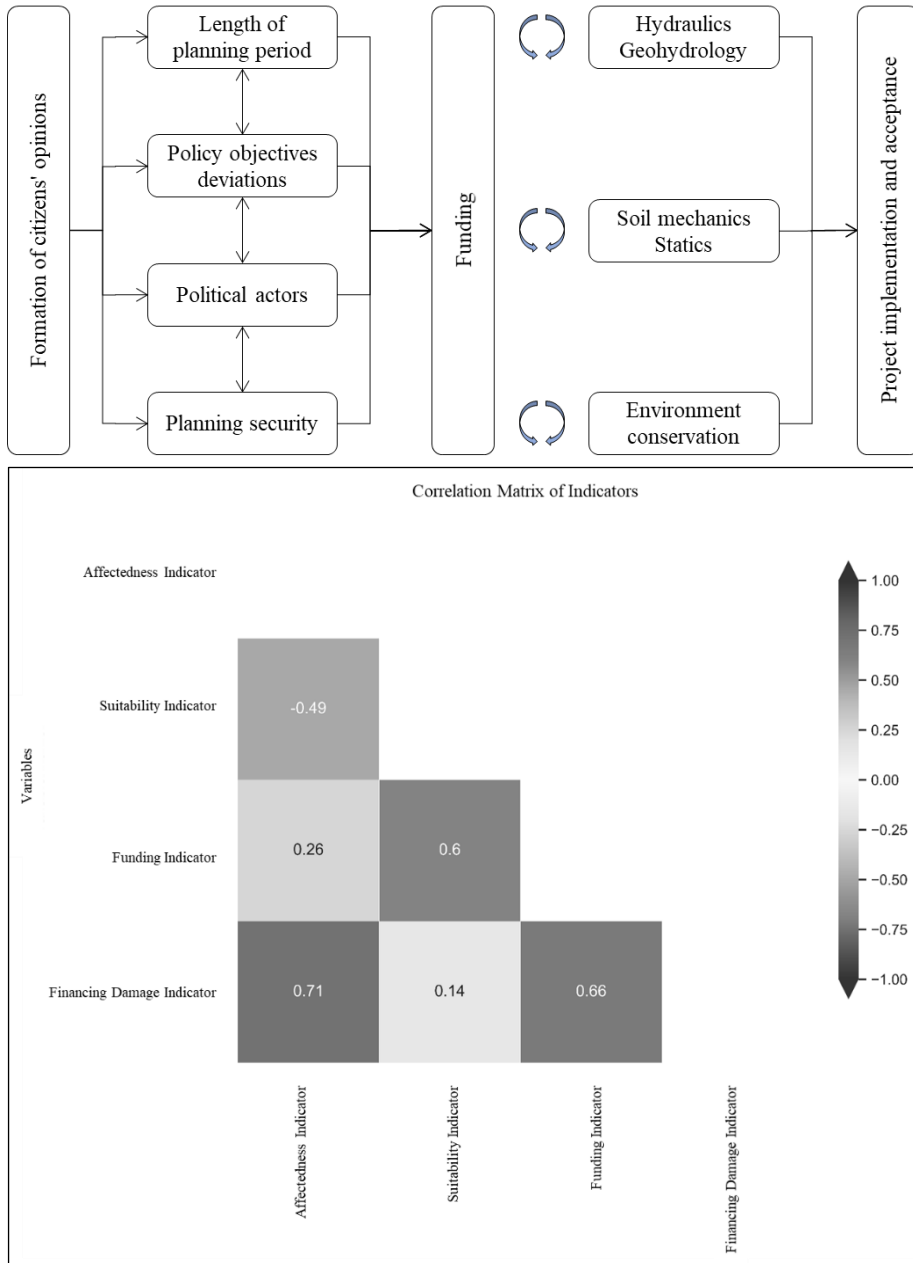 Formation of citizens' opinions
Length of
planning period
Policy objectives
deviations
Political actors
Planning security
Funding
Hydraulics
Geohydrology
Soil mechanics
Statics
Environment
conservation
Project implementation and acceptance
Correlation Matrix of Indicators
Variables
Affectedness Indicator
Suitability Indicator
-0.49
Funding Indicator
0.26
0.6
Financing Damage Indicator
0.71
0.14
0.66
Affectedness Indicator
Suitability Indicator
Funding Indicator
Financing Damage Indicator
1.00
0.75
0.50
0.25
0.00
−0.25
−0.50
−0.75
−1.00